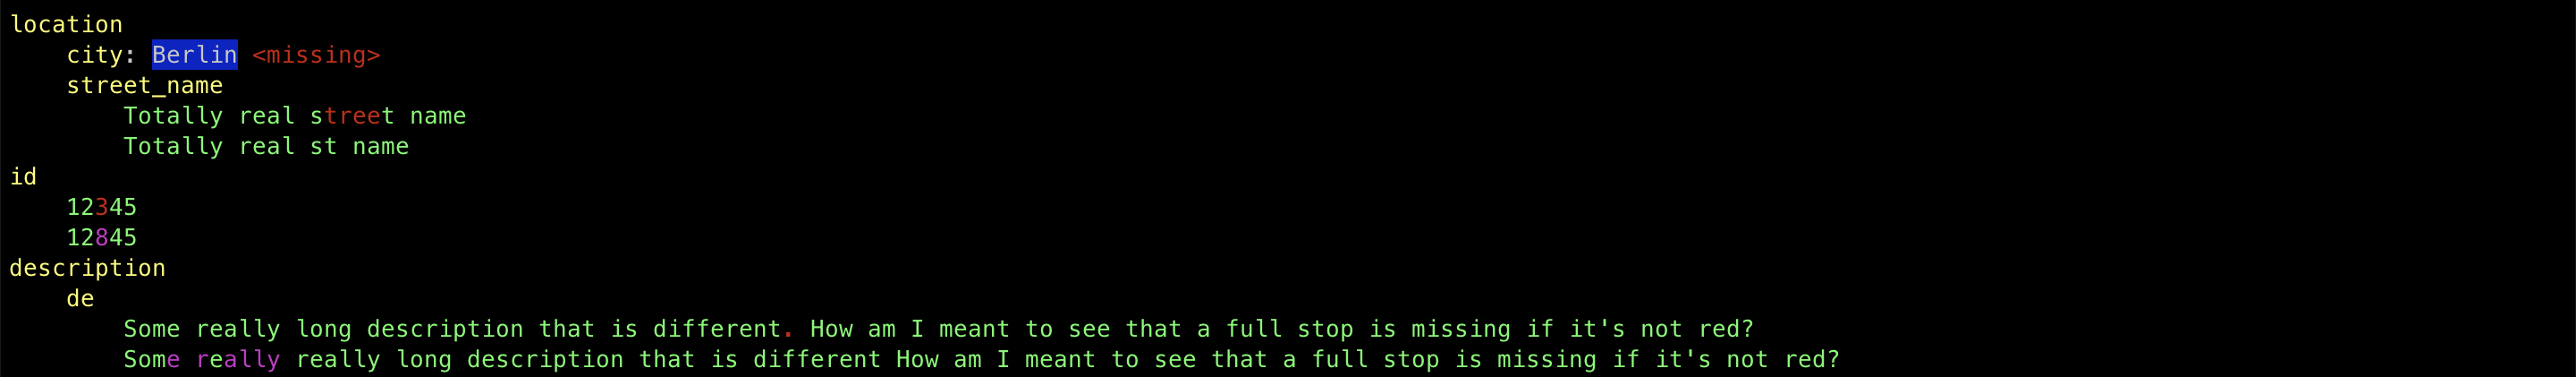 location
city: Berlin <missing>
street_name
Totally real street name
Totally real st name
id
12345
12845
description
de
Some really long description that is different. How am I meant to see that a full stop is missing if it's not red?
Some really really long description that is different How am I meant to see that a full stop is missing if it's not red?